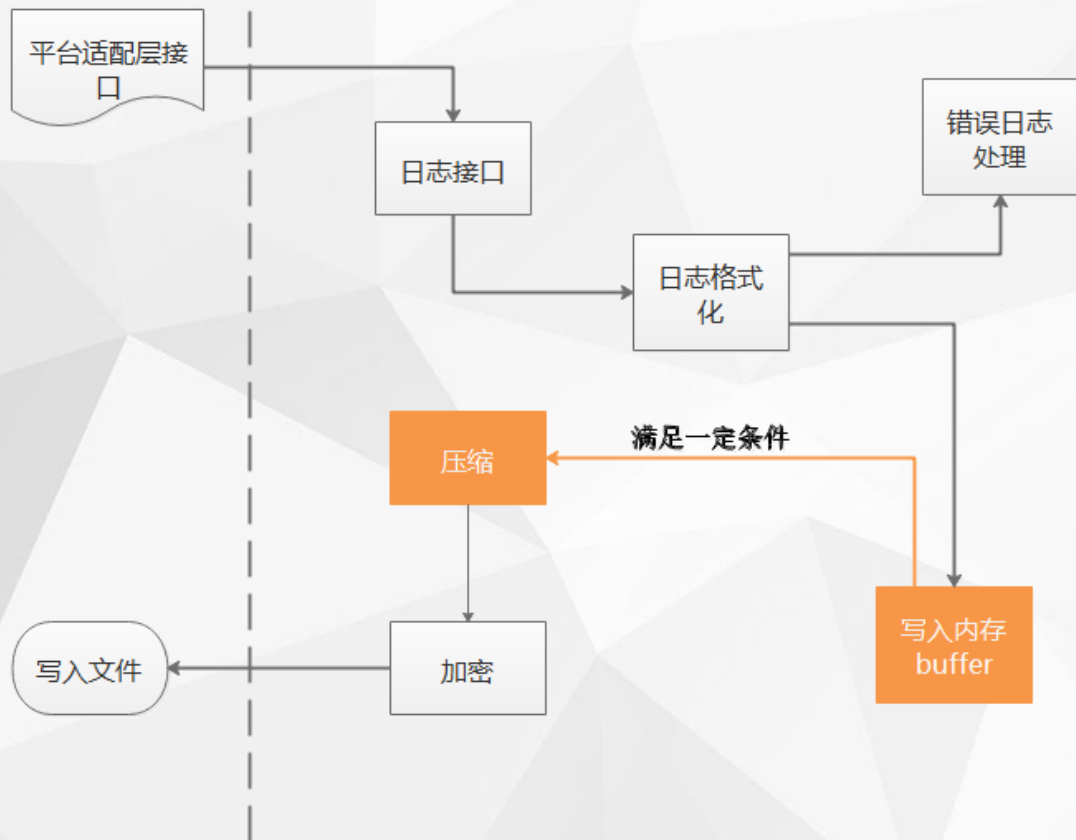 平台适配层接
口
错误日志
处理
日志接口
日志格式
化
满足一定条件
压缩
写入内存
buffer
写入文件
加密